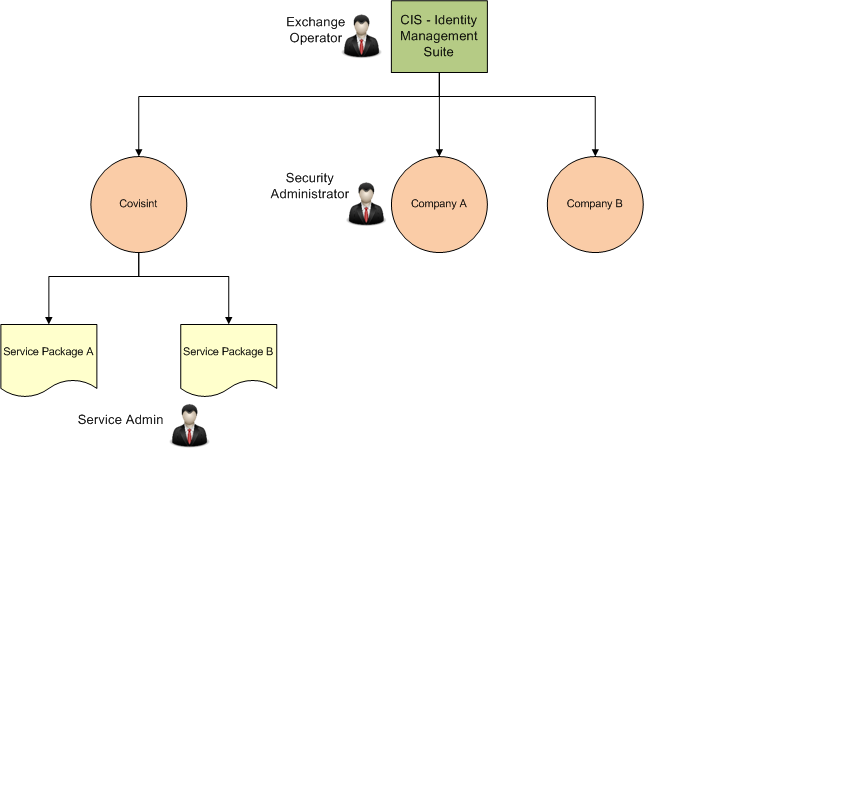 Exchange
Operator
CIS - Identity
Management
Suite
Covisint
Security
Administrator
Company A
Company B
Service Package A
Service Package B
Service Admin